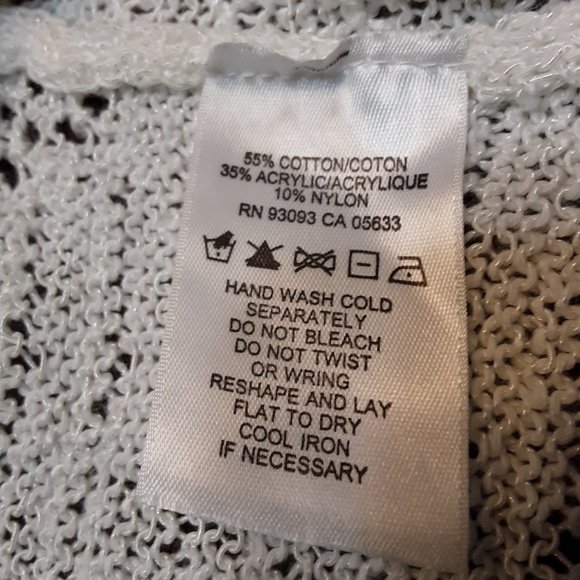 55% COTTON/COTON
35% ACRYLIC/ACRYLIQUE
10% NYLON
RN 93093 CA 05633
HAND WASH COLD
SEPARATELY
DO NOT BLEACH
DO NOT TWIST
OR WRING
RESHAPE AND LAY
FLAT TO DRY
COOL IRON
IF NECESSARY